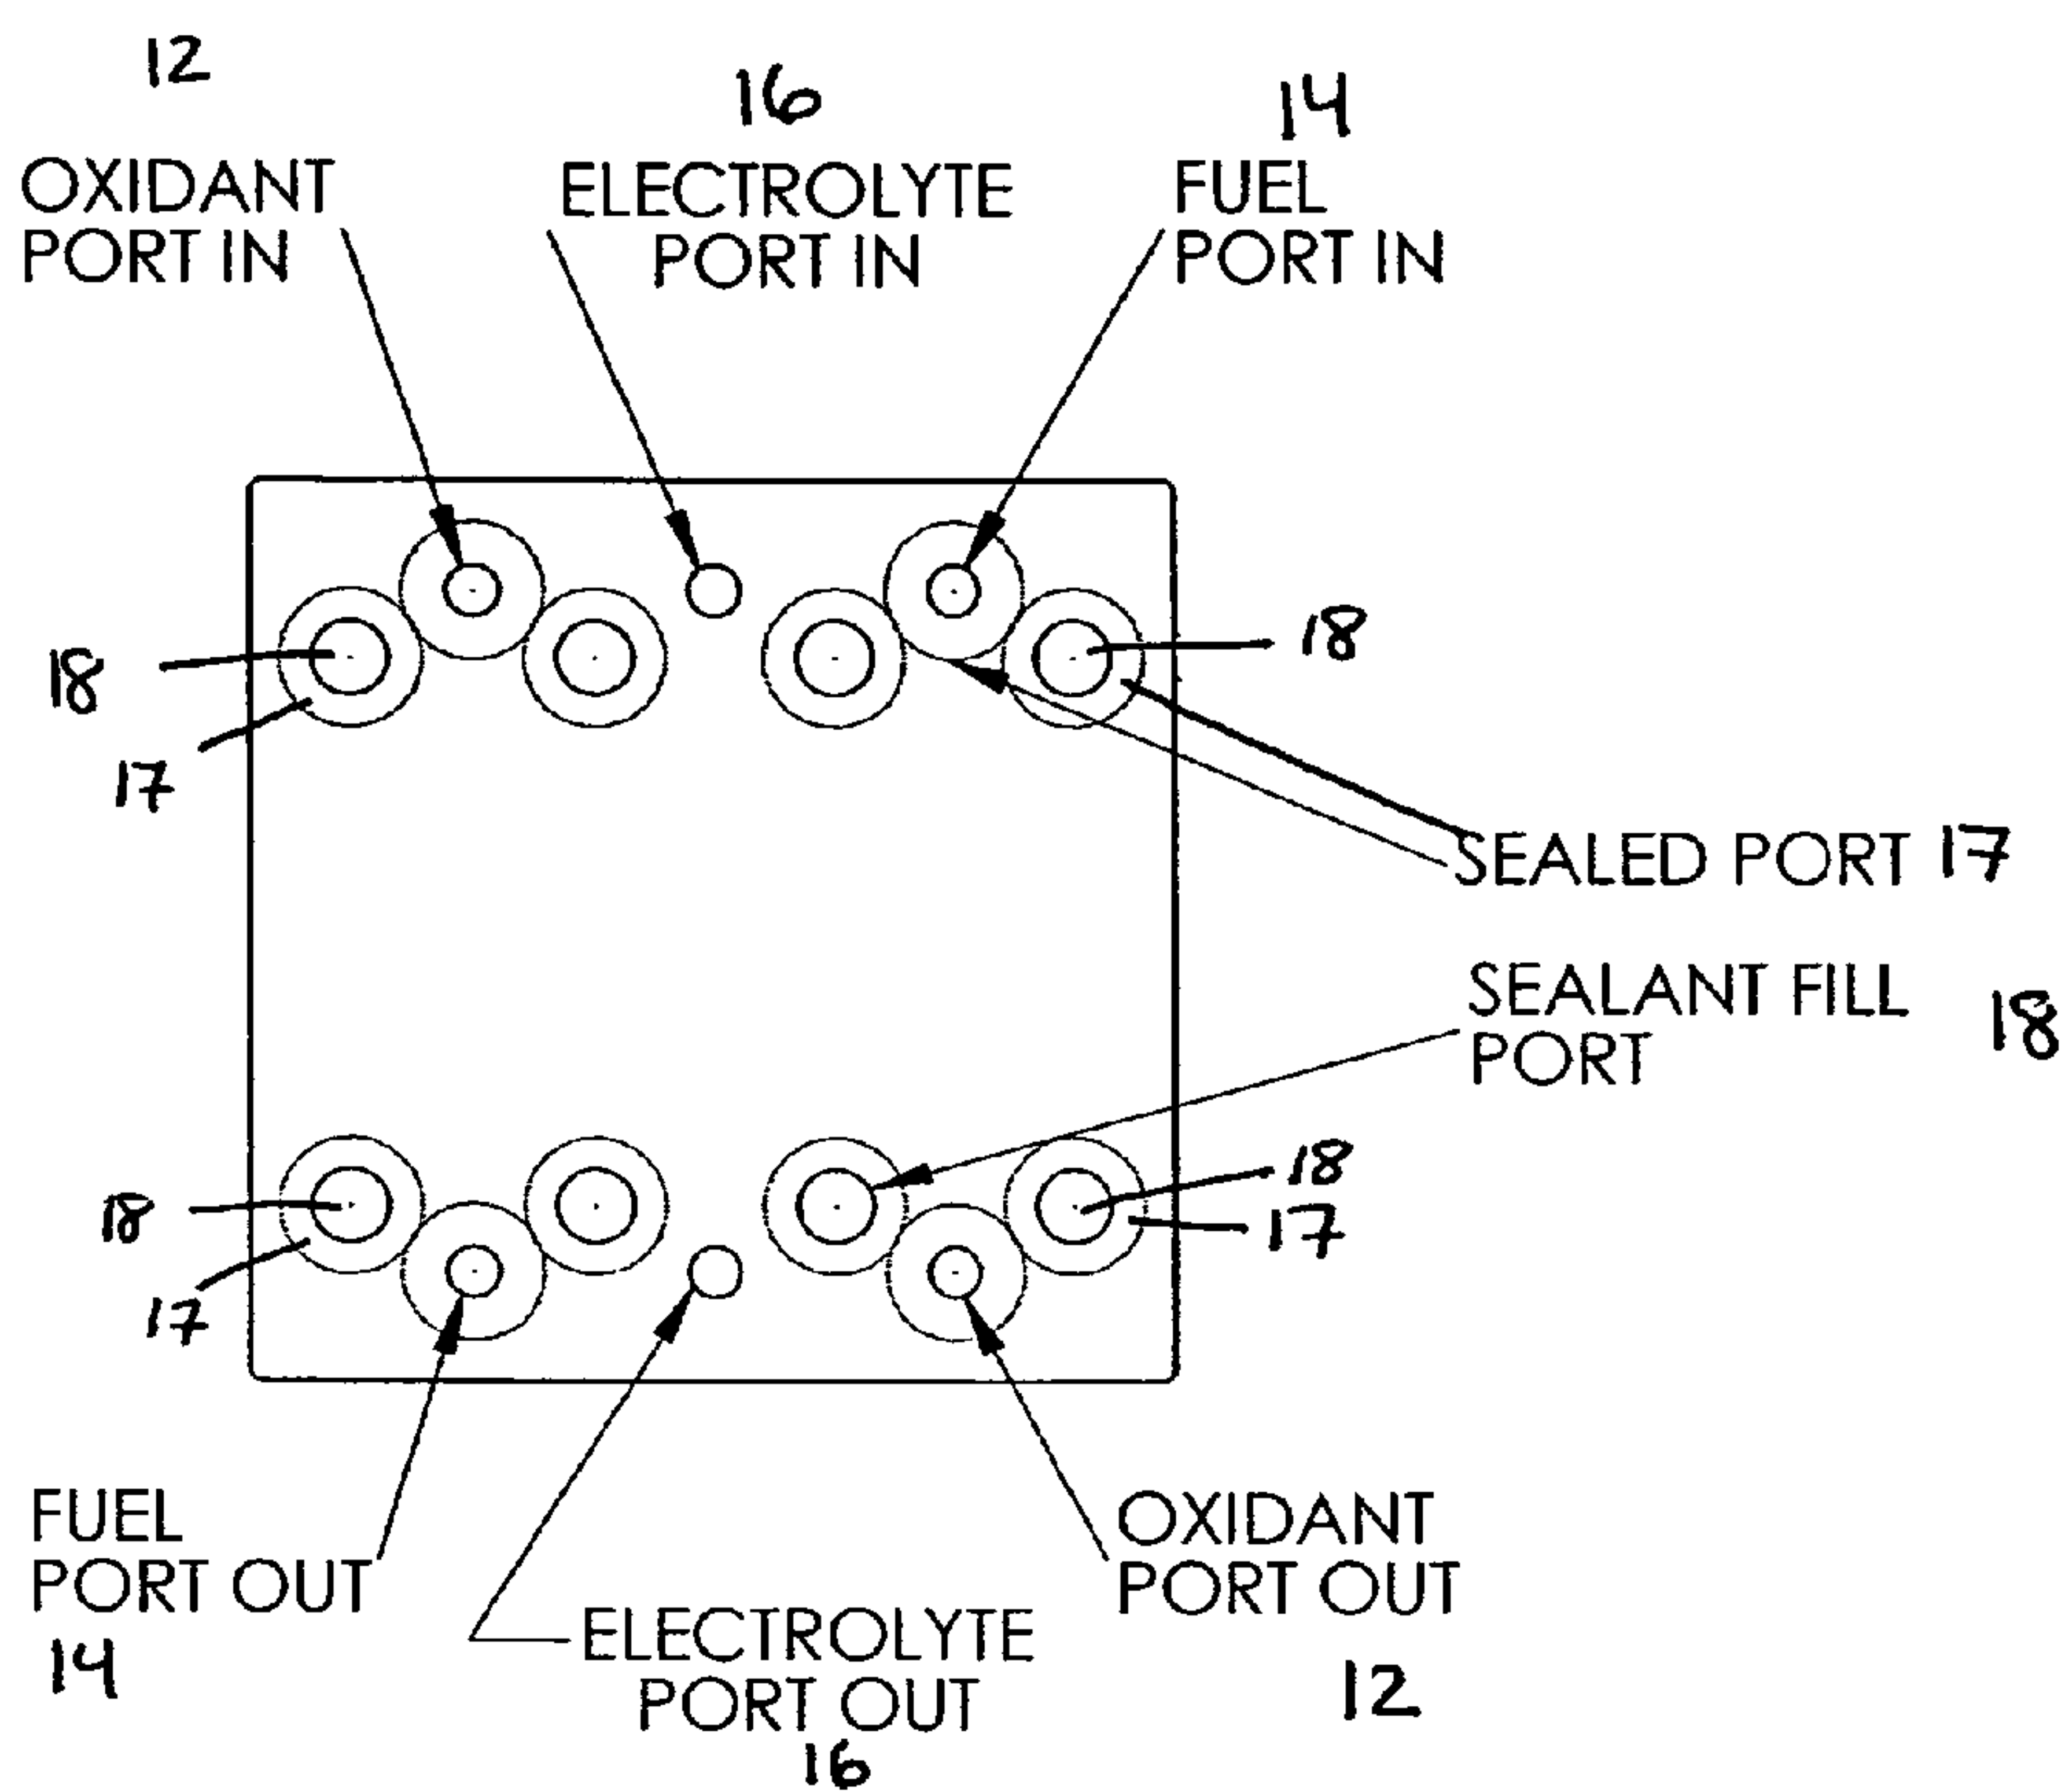 12
16
14
OXIDANT
PORT IN
ELECTROLYTE
PORT IN
FUEL
PORT IN
18
18
17
SEALED PORT 17
SEALANT FILL
PORT
18
18
17
18
17
FUEL
PORT OUT
14
ELECTROLYTE
PORT OUT
16
OXIDANT
PORT OUT
12